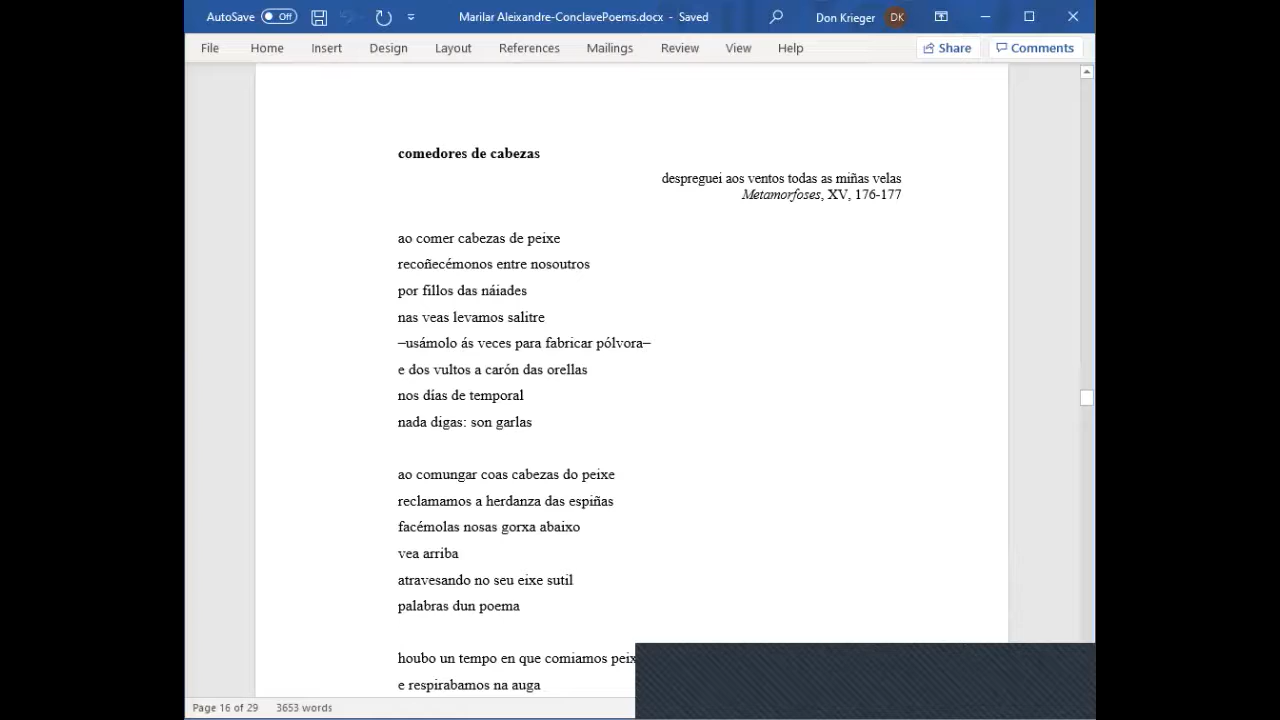 AutoSave Off Marilar Aleixandre-ConclavePoems.docx - Saved Don Krieger DK
File Home Insert Design Layout References Mailings Review View Help Share Comments
comedores de cabezas
despreguei aos ventos todas as miñas velas
Metamorfoses, XV, 176-177
ao comer cabezas de peixe
recoñecémonos entre nosoutros
por fillos das náiades
nas veas levamos salitre
–usámolo ás veces para fabricar pólvora–
e dos vultos a carón das orellas
nos días de temporal
nada digas: son garlas
ao comungar coas cabezas do peixe
reclamamos a herdanza das espiñas
facémolas nosas gorxa abaixo
vea arriba
atravesando no seu eixe sutil
palabras dun poema
houbo un tempo en que comiamos peix
e respirabamos na auga
Page 16 of 29 3653 words